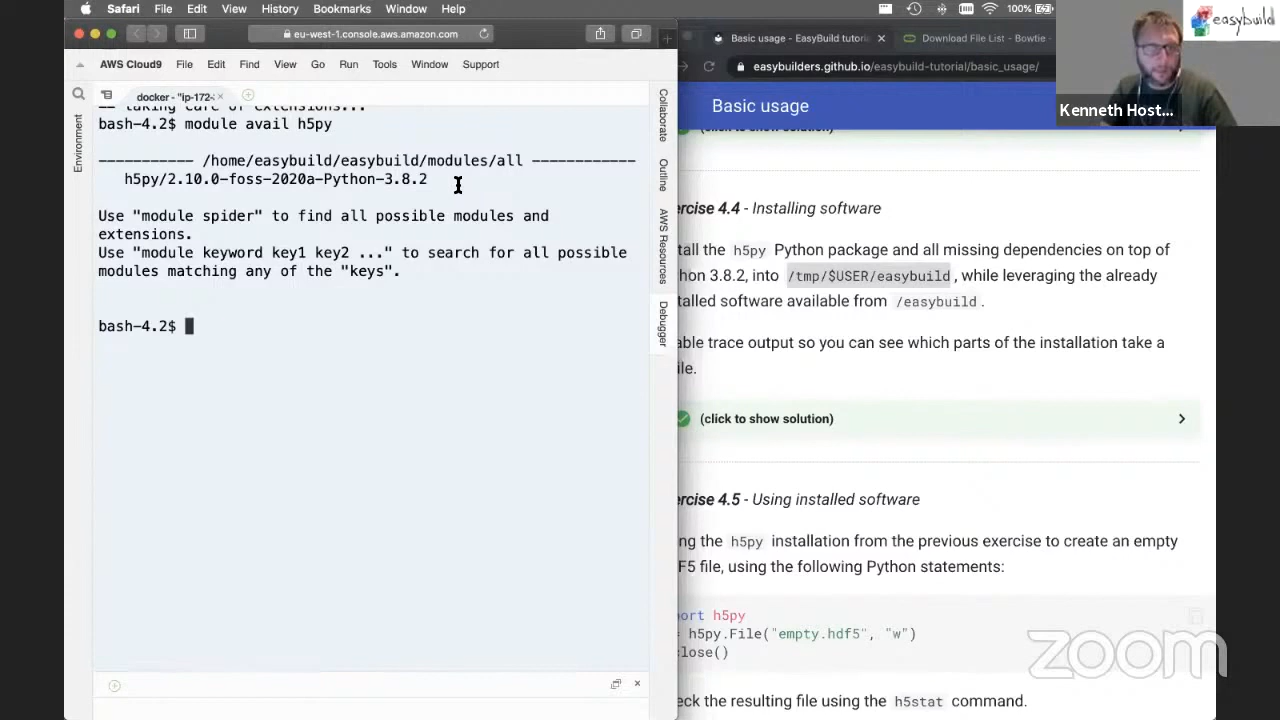 Safari File Edit View History Bookmarks Window Help
100%
eu-west-1.console.aws.amazon.com
AWS Cloud9 File Edit Find View Go Run Tools Window Support
docker - "ip-172-
Environment
Collaborate
Outline
AWS Resources
Debugger
-- taking care of extensions...
bash-4.2$ module avail h5py
----------- /home/easybuild/easybuild/modules/all ------------
h5py/2.10.0-foss-2020a-Python-3.8.2
Use "module spider" to find all possible modules and
extensions.
Use "module keyword key1 key2 ..." to search for all possible
modules matching any of the "keys".
bash-4.2$
Basic usage - EasyBuild tutori
Download File List - Bowtie -
easybuilders.github.io/easybuild-tutorial/basic_usage/
Basic usage
(click to show solution)
ercise 4.4 - Installing software
tall the h5py Python package and all missing dependencies on top of
hon 3.8.2, into /tmp/$USER/easybuild, while leveraging the already
talled software available from /easybuild.
able trace output so you can see which parts of the installation take a
ile.
(click to show solution)
ercise 4.5 - Using installed software
ng the h5py installation from the previous exercise to create an empty
F5 file, using the following Python statements:
ort h5py
= h5py.File("empty.hdf5", "w")
close()
eck the resulting file using the h5stat command.
Kenneth Host...
easybuild
zoom